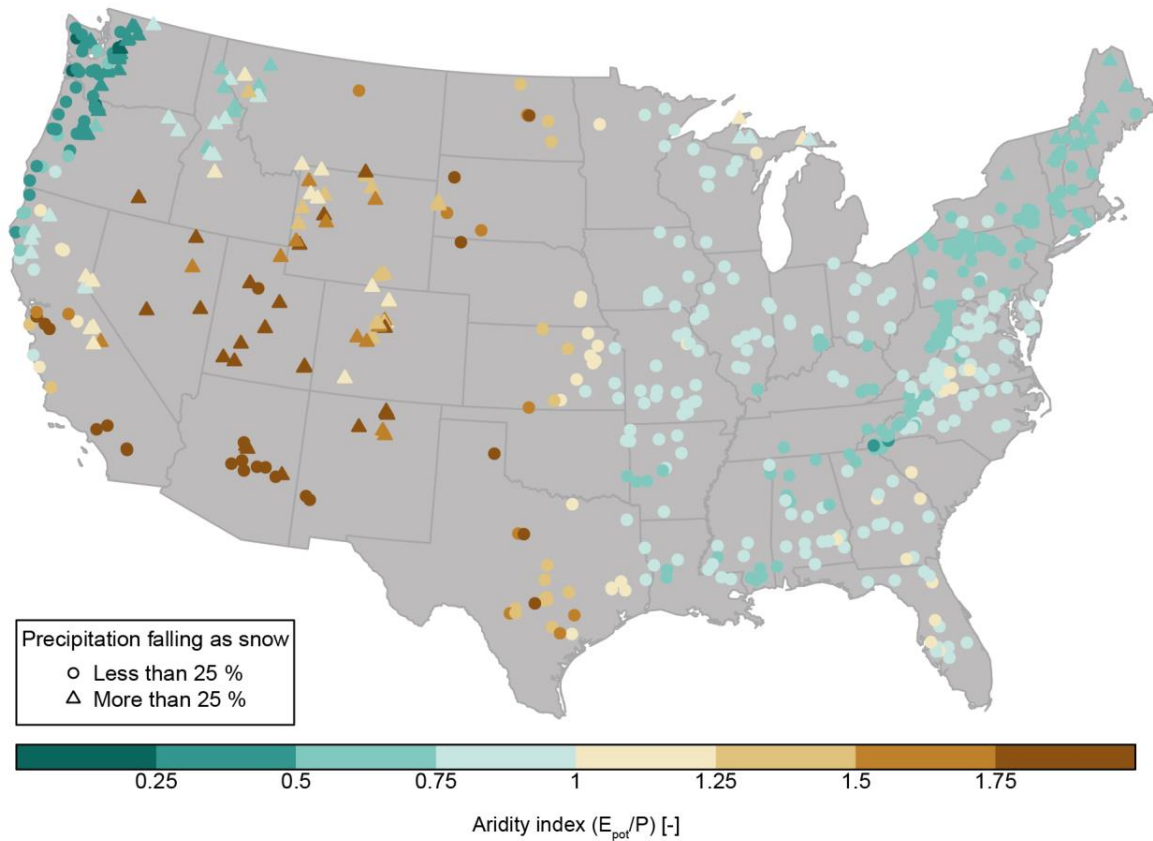 Precipitation falling as snow
Less than 25 %
More than 25 %
0.25 0.5 0.75 1 1.25 1.5 1.75
Aridity index (E_pot/P) [-]